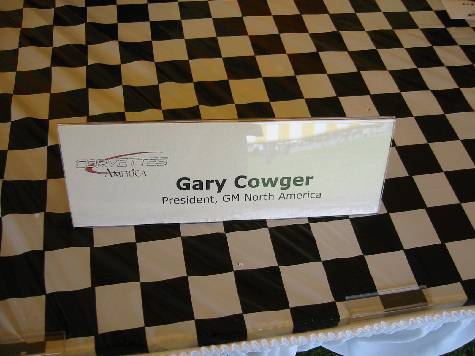 CORVETTES
America
Gary Cowger
President, GM North America